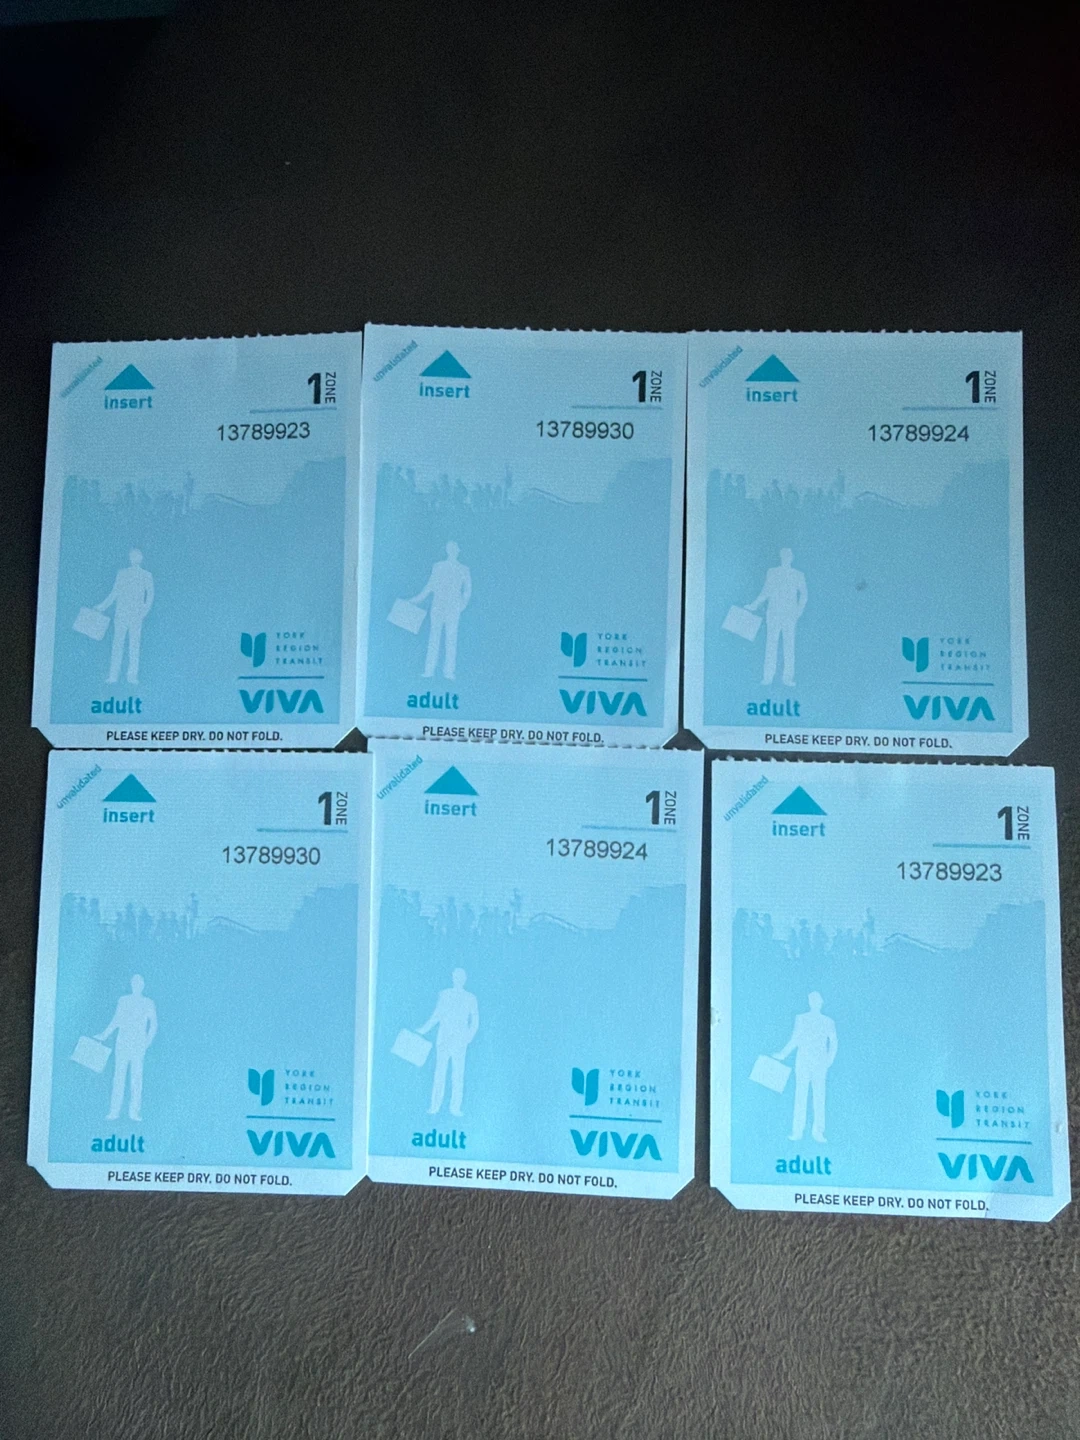 unvalidated
insert
1 ZONE
13789923
YORK
REGION
TRANSIT
adult
VIVA
PLEASE KEEP DRY. DO NOT FOLD.
unvalidated
insert
1 ZONE
13789930
YORK
REGION
TRANSIT
adult
VIVA
PLEASE KEEP DRY. DO NOT FOLD.
unvalidated
insert
1 ZONE
13789924
YORK
REGION
TRANSIT
adult
VIVA
PLEASE KEEP DRY. DO NOT FOLD.
unvalidated
insert
1 ZONE
13789930
YORK
REGION
TRANSIT
adult
VIVA
PLEASE KEEP DRY. DO NOT FOLD.
unvalidated
insert
1 ZONE
13789924
YORK
REGION
TRANSIT
adult
VIVA
PLEASE KEEP DRY. DO NOT FOLD.
unvalidated
insert
1 ZONE
13789923
YORK
REGION
TRANSIT
adult
VIVA
PLEASE KEEP DRY. DO NOT FOLD.